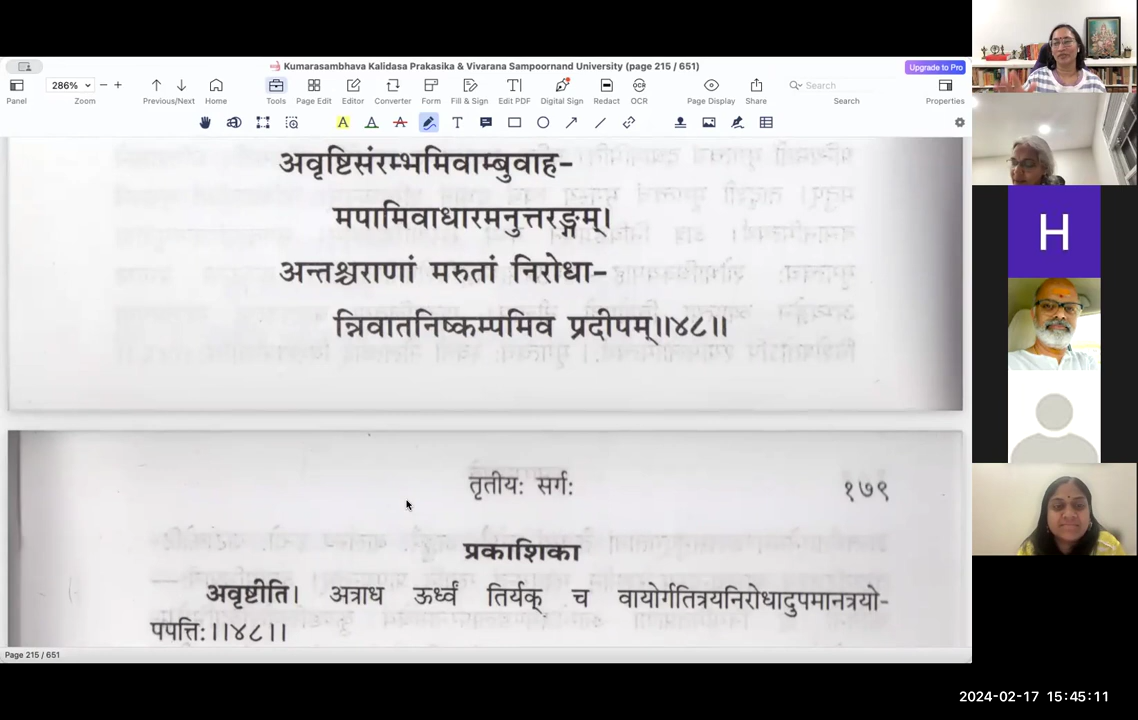 Kumarasambhava Kalidasa Prakasika & Vivarana Sampoornand University (page 215 / 651)
Upgrade to Pro
286%
Panel Zoom Previous/Next Home Tools Page Edit Editor Converter Form Fill & Sign Edit PDF Digital Sign Redact OCR Page Display Share Search Properties
Search
OCR
A A A T
अवृष्टिसंरम्भमिवाम्बुवाह-
मपामिवाधारमनुत्तरङ्गम्।
अन्तश्चराणां मरुतां निरोधा-
न्निवातनिष्कम्पमिव प्रदीपम्॥४८॥
तृतीयः सर्गः १७९
प्रकाशिका
अवृष्टीति। अत्राध ऊर्ध्वं तिर्यक् च वायोर्गतित्रयनिरोधादुपमानत्रयो-
पपत्तिः॥४८॥
Page 215 / 651
H
2024-02-17 15:45:11